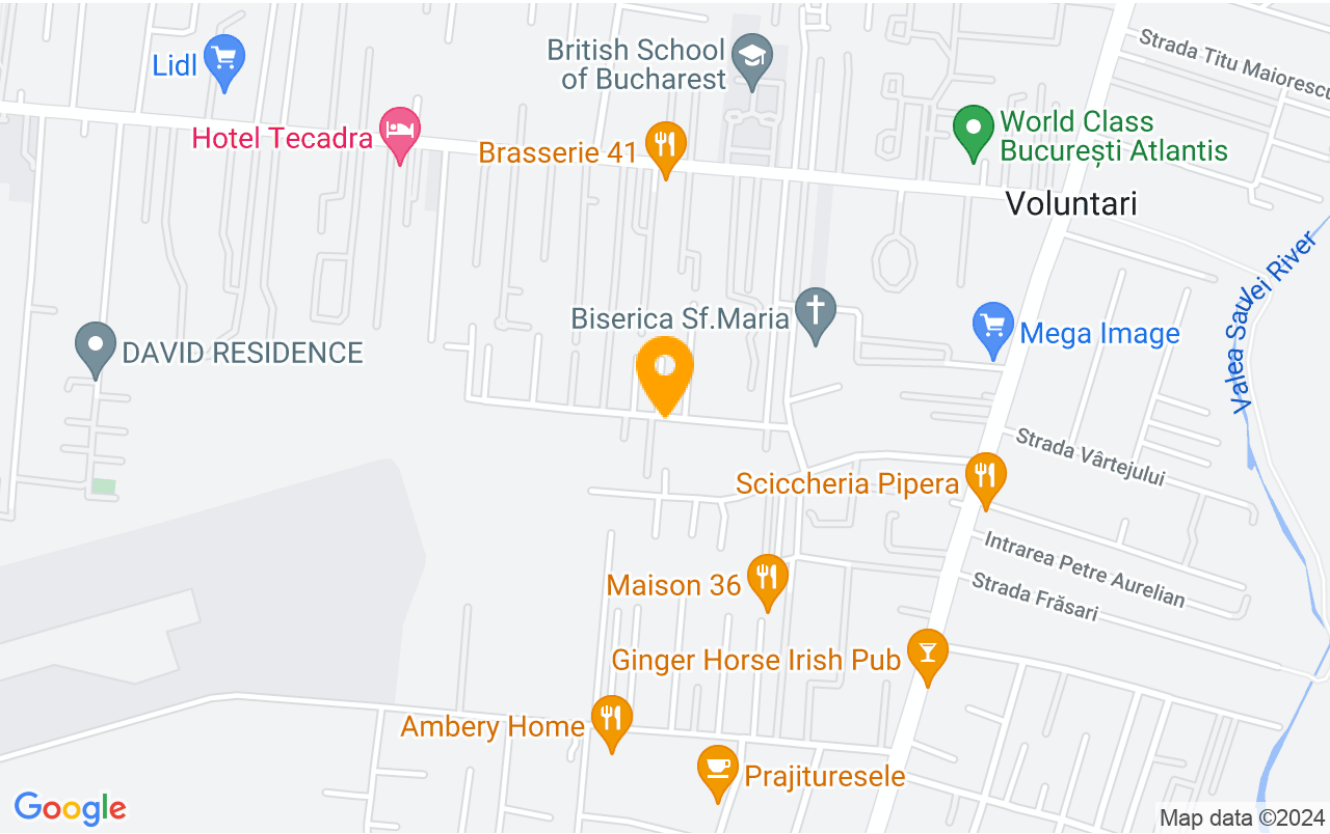 Strada Titu Maiorescu
British School
of Bucharest
Lidl
World Class
București Atlantis
Hotel Tecadra
Brasserie 41
Voluntari
Valea Saulei River
Biserica Sf.Maria
Mega Image
DAVID RESIDENCE
Strada Vârtejului
Sciccheria Pipera
Intrarea Petre Aurelian
Strada Frăsari
Maison 36
Ginger Horse Irish Pub
Ambery Home
Prajituresele
Google
Map data ©2024